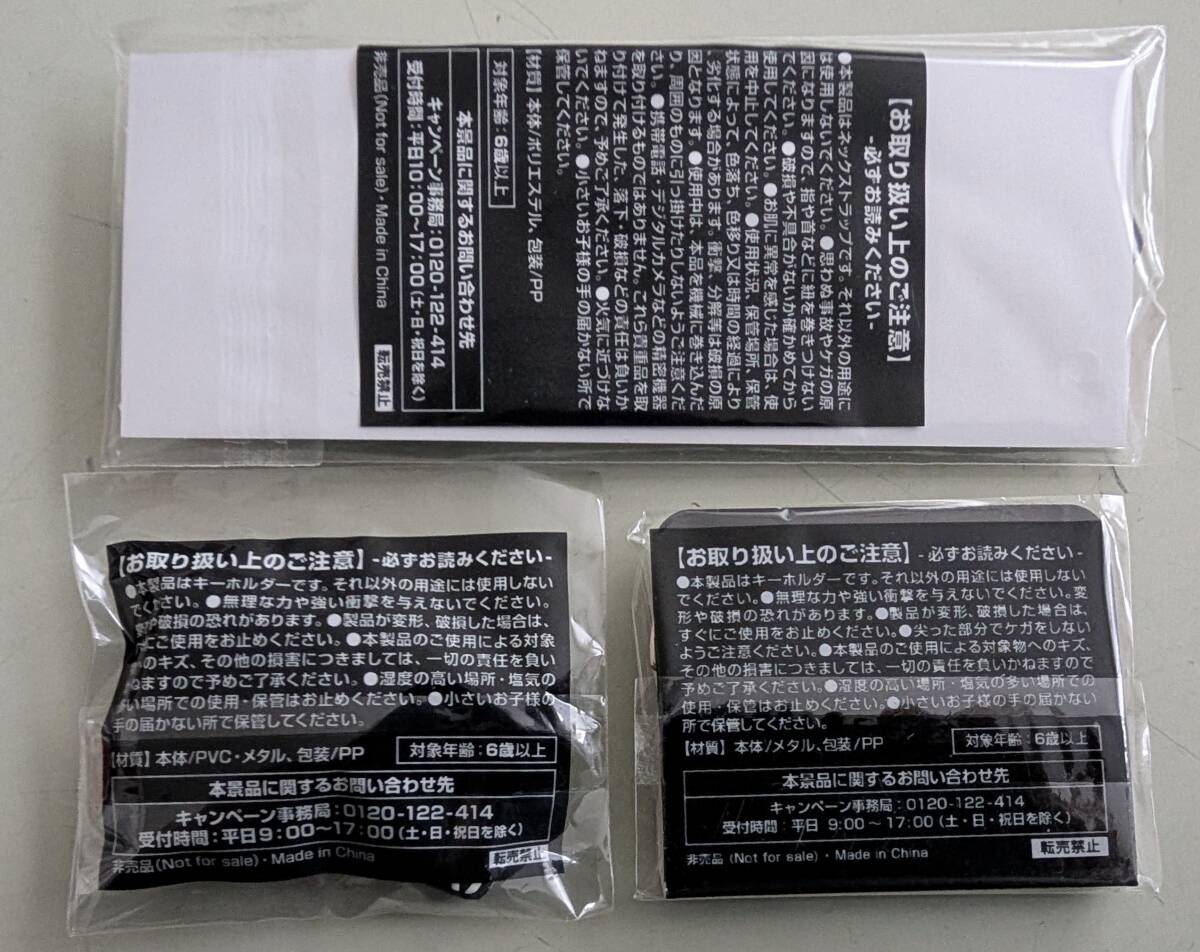 【お取り扱い上のご注意】
-必ずお読みください-
●本製品はネックストラップです。それ以外の用途に
は使用しないでください。●思わぬ事故やケガの原
因になりますので、指や首などに紐を巻きつけない
でください。●破損や不具合がないか確かめてから
使用してください。●お肌に異常を感じた場合は、使
用を中止してください。●使用状況、保管場所、保管
状態によって、色落ち、色移り又は時間の経過により
劣化する場合があります。衝撃、分解等は破損の原
因となります。●使用中は、本品を機械に巻き込んだ
り、周囲のものに引っ掛けたりしないようご注意くだ
さい。●携帯電話・デジタルカメラなどの精密機器
を取り付けるものではありません。これら貴重品を取
り付けて発生した、落下・破損などの責任は負いか
ねますので、予めご了承ください。●火気に近づけな
いでください。●小さいお子様の手の届かない所で
保管してください。
【材質】本体/ポリエステル、包装/PP
対象年齢:6歳以上
本景品に関するお問い合わせ先
キャンペーン事務局:0120-122-414
受付時間:平日10:00〜17:00(土・日・祝日を除く)
非売品(Not for sale)・Made in China
転売禁止
【お取り扱い上のご注意】-必ずお読みください-
●本製品はキーホルダーです。それ以外の用途には使用しない
でください。●無理な力や強い衝撃を与えないでください。
や破損の恐れがあります。●製品が変形、破損した場合は、
にご使用をお止めください。●本製品のご使用による対象
へのキズ、その他の損害につきましては、一切の責任を負い
ねますので予めご了承ください。●湿度の高い場所・塩気の
多い場所での使用・保管はお止めください。●小さいお子様の
手の届かない所で保管してください。
【材質】本体/PVC・メタル、包装/PP
対象年齢:6歳以上
本景品に関するお問い合わせ先
キャンペーン事務局:0120-122-414
受付時間:平日9:00〜17:00(土・日・祝日を除く)
非売品(Not for sale)・Made in China
転売禁止
【お取り扱い上のご注意】-必ずお読みください-
●本製品はキーホルダーです。それ以外の用途には使用しない
でください。●無理な力や強い衝撃を与えないでください。変
形や破損の恐れがあります。●製品が変形、破損した場合は、
すぐにご使用をお止めください。●尖った部分でケガをしない
ようご注意ください。●本製品のご使用による対象物へのキズ、
その他の損害につきましては、一切の責任を負いかねますので
予めご了承ください。●湿度の高い場所・塩気の多い場所での
使用・保管はお止めください。●小さいお子様の手の届かない
所で保管してください。
【材質】本体/メタル、包装/PP
対象年齢:6歳以上
本景品に関するお問い合わせ先
キャンペーン事務局:0120-122-414
受付時間:平日 9:00〜17:00(土・日・祝日を除く)
非売品 (Not for sale)・Made in China
転売禁止